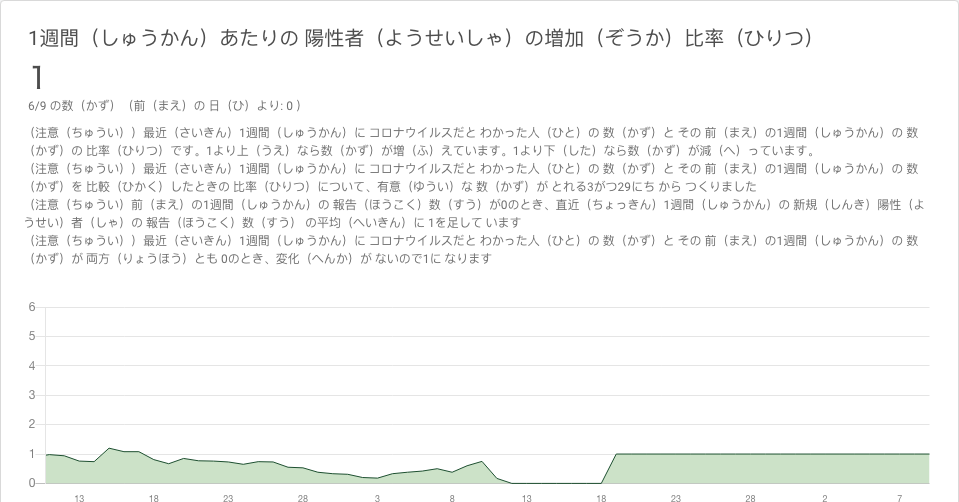 1週間（しゅうかん）あたりの 陽性者（ようせいしゃ）の増加（ぞうか）比率（ひりつ）
1
6/9 の数（かず）（前（まえ）の 日（ひ）より: 0 ）
（注意（ちゅうい））最近（さいきん）1週間（しゅうかん）に コロナウイルスだと わかった人（ひと）の 数（かず）と その 前（まえ）の1週間（しゅうかん）の 数
（かず）の 比率（ひりつ）です。1より上（うえ）なら数（かず）が増（ふ）えています。1より下（した）なら数（かず）が減（へ）っています。
（注意（ちゅうい））最近（さいきん）1週間（しゅうかん）に コロナウイルスだと わかった人（ひと）の 数（かず）と その 前（まえ）の1週間（しゅうかん）の 数
（かず）を 比較（ひかく）したときの 比率（ひりつ）について、有意（ゆうい）な 数（かず）が とれる3がつ29にち から つくりました
（注意（ちゅうい））前（まえ）の1週間（しゅうかん）の 報告（ほうこく）数（すう）が0のとき、直近（ちょっきん）1週間（しゅうかん）の 新規（しんき）陽性（よ
うせい）者（しゃ）の 報告（ほうこく）数（すう） の平均（へいきん）に 1を足して います
（注意（ちゅうい））最近（さいきん）1週間（しゅうかん）に コロナウイルスだと わかった人（ひと）の 数（かず）と その 前（まえ）の1週間（しゅうかん）の 数
（かず）が 両方（りょうほう）とも 0のとき、変化（へんか）が ないので1に なります
6
5
4
3
2
1
0
13 18 23 28 3 8 13 18 23 28 2 7